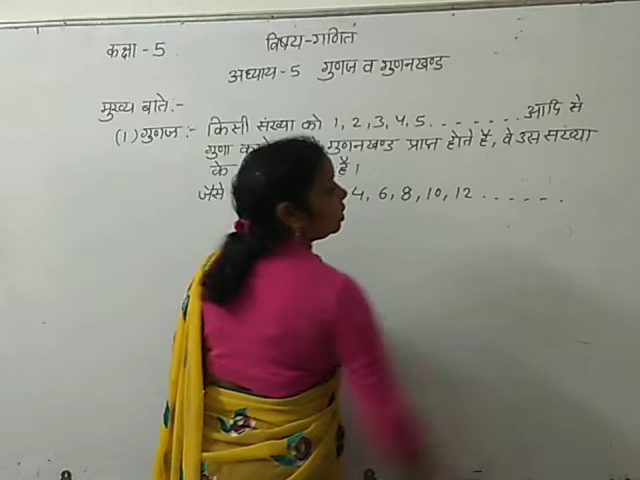 कक्षा - 5
विषय-गणित
अध्याय-5 गुणज व गुणनखण्ड
मुख्य बाते:-
(1) गुणज:- किसी संख्या को 1, 2, 3, 4, 5 . . . . . . . आदि से
गुणा गुणनखण्ड प्राप्त होते है, वे उस संख्या
के है।
जैसे 4, 6, 8, 10, 12 . . . . . .